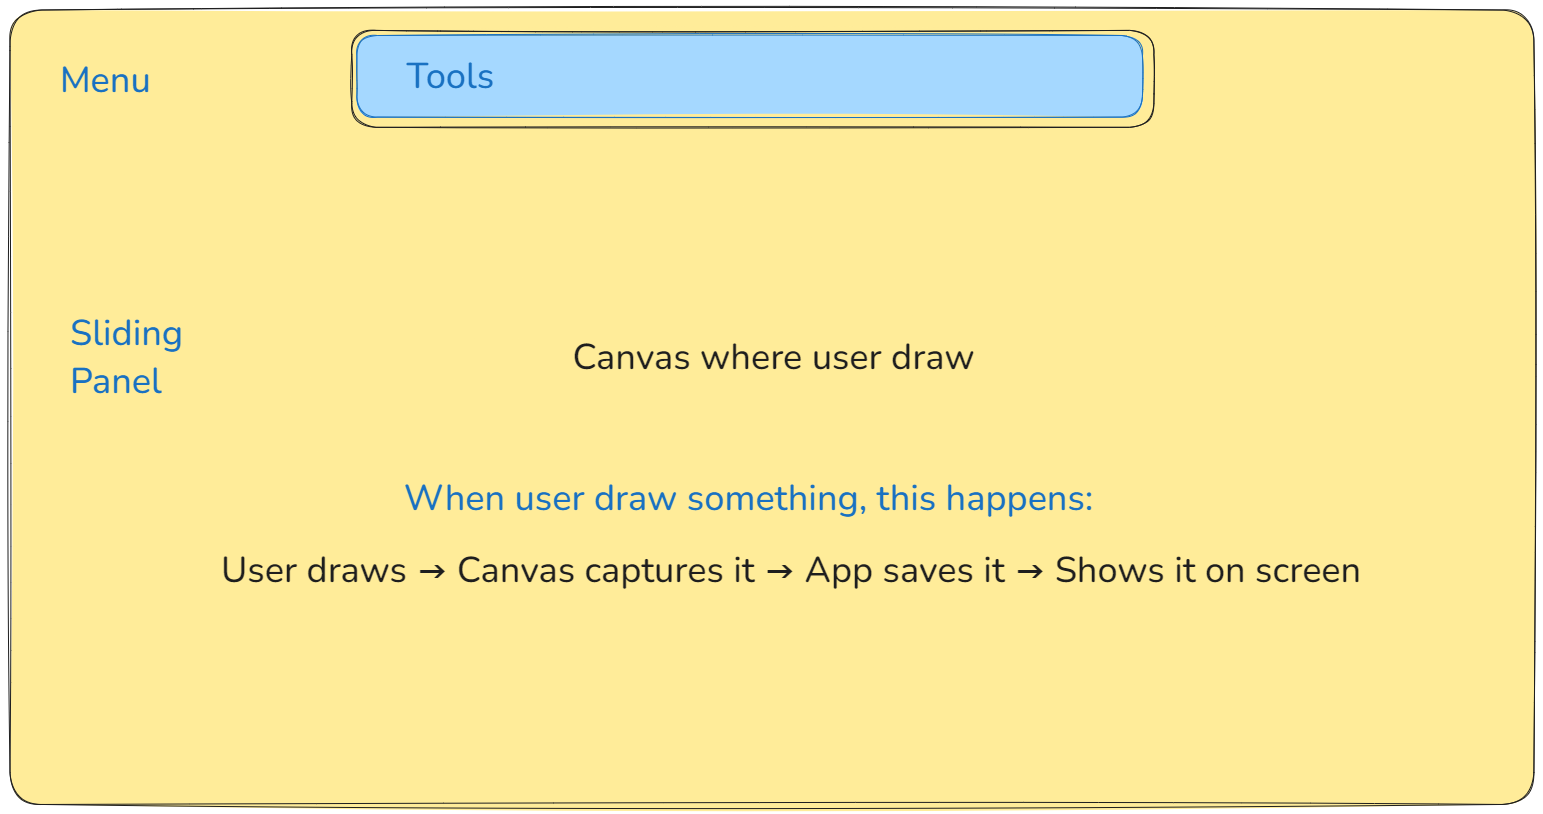 Menu
Tools
Sliding
Panel
Canvas where user draw
When user draw something, this happens:
User draws → Canvas captures it → App saves it → Shows it on screen